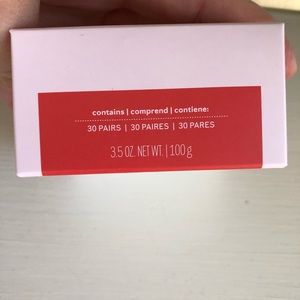 contains | comprend | contiene:
30 PAIRS | 30 PAIRES | 30 PARES
3.5 OZ. NET WT. | 100 g